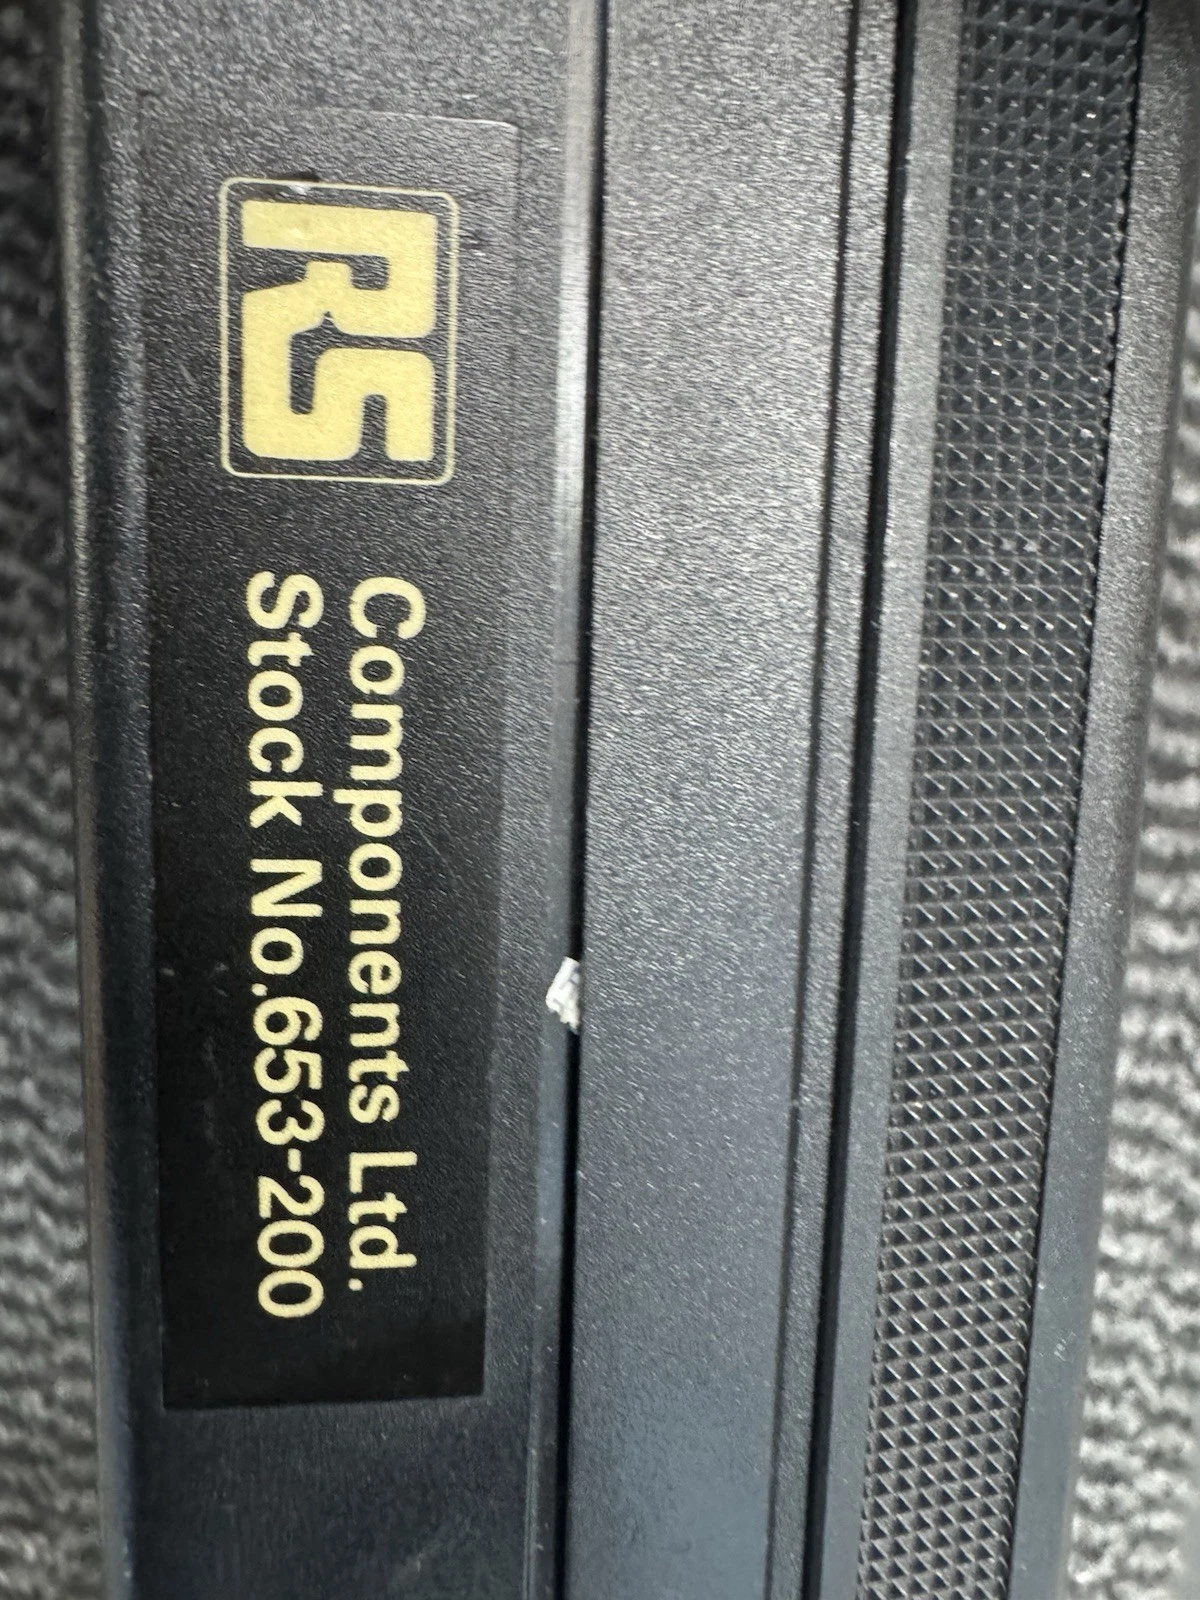 RS
Components Ltd.
Stock No.653-200